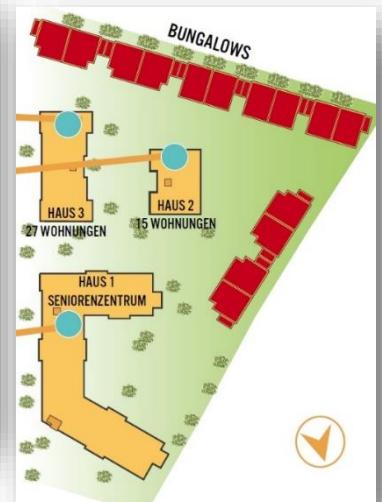 BUNGALOWS
HAUS 3
27 WOHNUNGEN
HAUS 2
15 WOHNUNGEN
HAUS 1
SENIORENZENTRUM